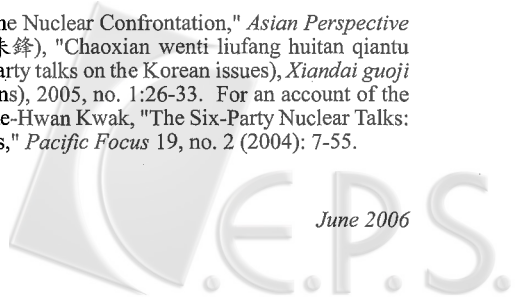 ne Nuclear Confrontation," Asian Perspective
朱鋒), "Chaoxian wenti liufang huitan qiantu
arty talks on the Korean issues), Xiandai guoji
ns), 2005, no. 1:26-33. For an account of the
e-Hwan Kwak, "The Six-Party Nuclear Talks:
s," Pacific Focus 19, no. 2 (2004): 7-55.
June 2006
C.E.P.S.